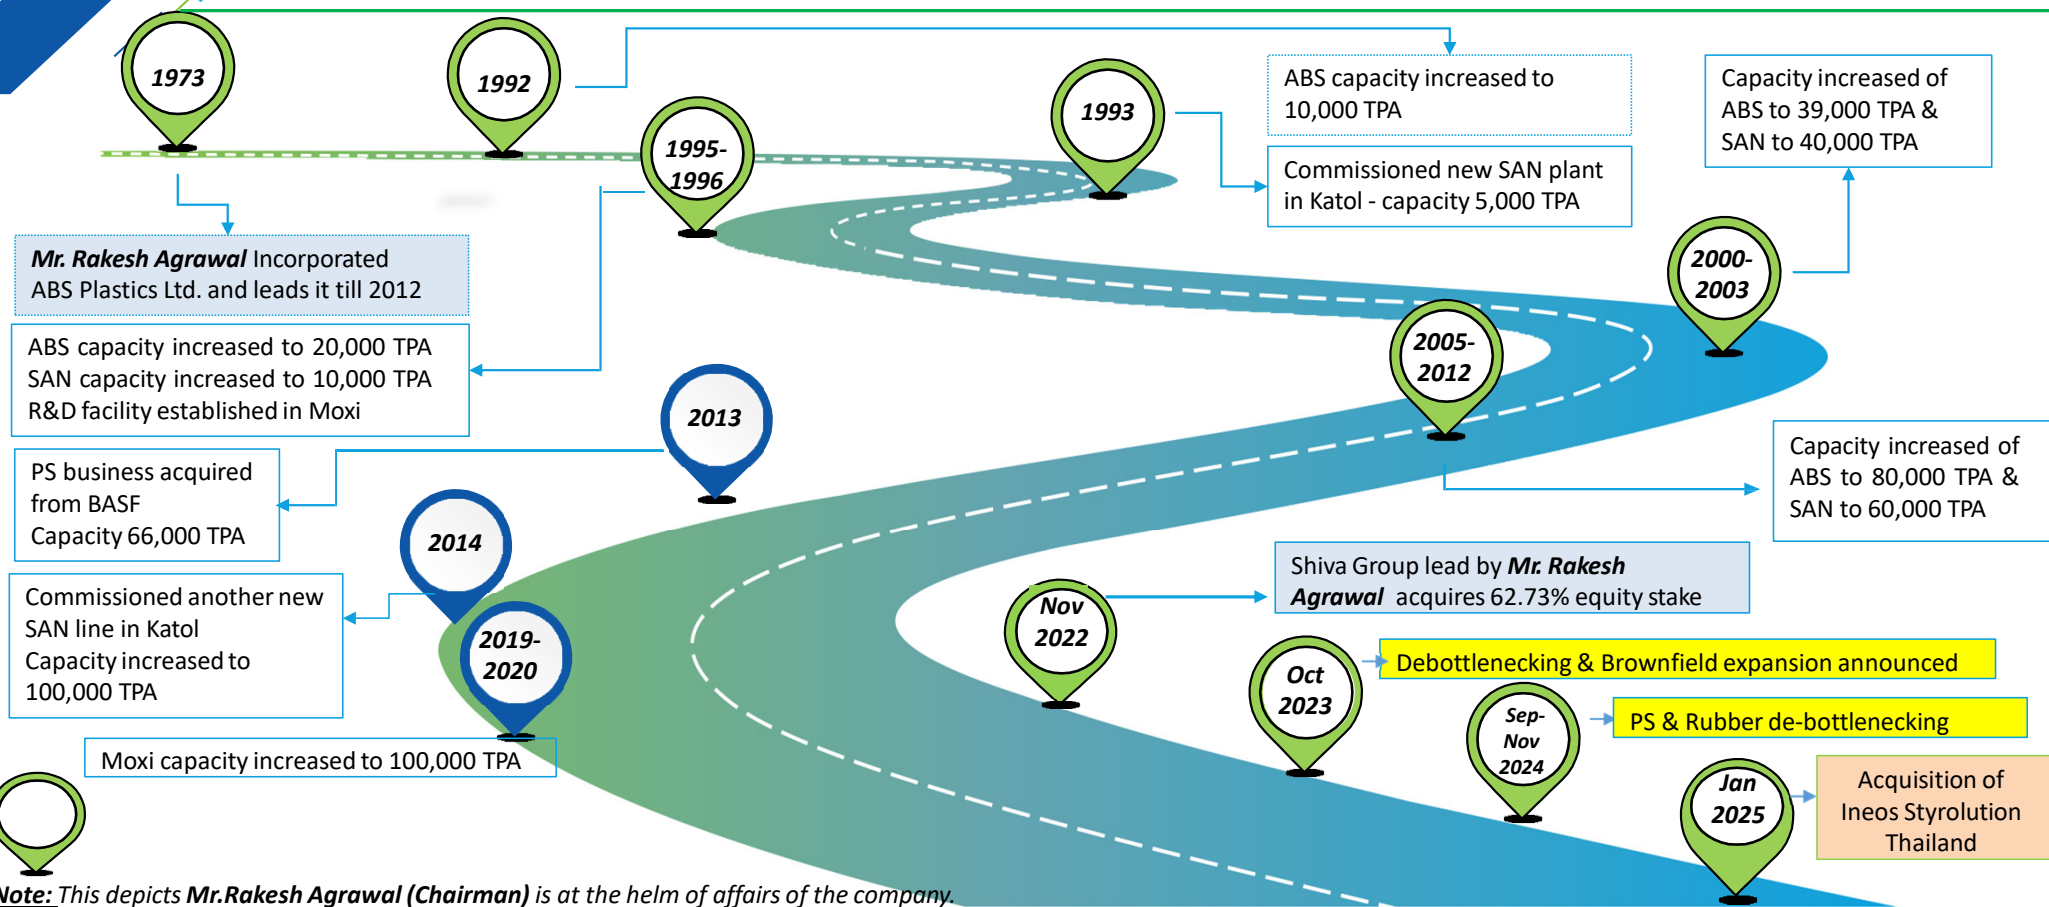 1973
1992
1993
1995-
1996
ABS capacity increased to
10,000 TPA
Capacity increased of
ABS to 39,000 TPA &
SAN to 40,000 TPA
Commissioned new SAN plant
in Katol - capacity 5,000 TPA
Mr. Rakesh Agrawal Incorporated
ABS Plastics Ltd. and leads it till 2012
2000-
2003
ABS capacity increased to 20,000 TPA
SAN capacity increased to 10,000 TPA
R&D facility established in Moxi
2005-
2012
2013
PS business acquired
from BASF
Capacity 66,000 TPA
Capacity increased of
ABS to 80,000 TPA &
SAN to 60,000 TPA
2014
Commissioned another new
SAN line in Katol
Capacity increased to
100,000 TPA
2019-
2020
Moxi capacity increased to 100,000 TPA
Nov
2022
Shiva Group lead by Mr. Rakesh
Agrawal acquires 62.73% equity stake
Oct
2023
Debottlenecking & Brownfield expansion announced
Sep-
Nov
2024
PS & Rubber de-bottlenecking
Jan
2025
Acquisition of
Ineos Styrolution
Thailand
Note: This depicts Mr.Rakesh Agrawal (Chairman) is at the helm of affairs of the company.